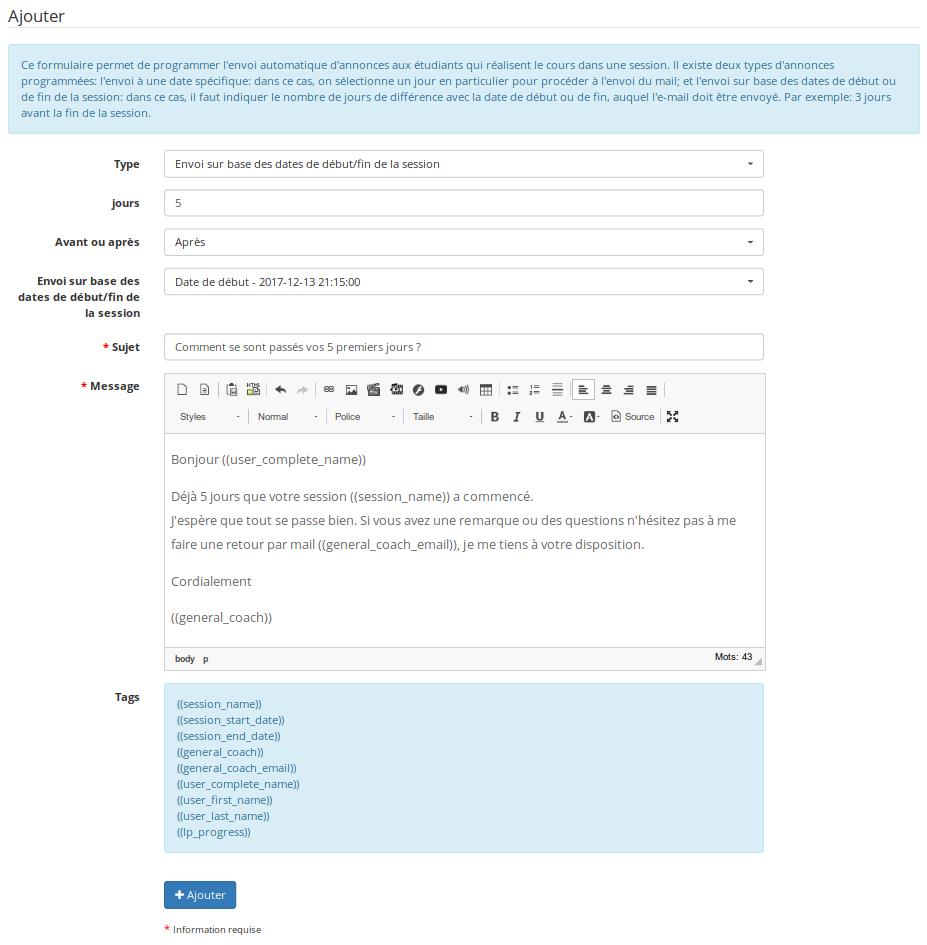 Ajouter
Ce formulaire permet de programmer l'envoi automatique d'annonces aux étudiants qui réalisent le cours dans une session. Il existe deux types d'annonces
programmées: l'envoi à une date spécifique: dans ce cas, on sélectionne un jour en particulier pour procéder à l'envoi du mail; et l'envoi sur base des dates de début ou
de fin de la session: dans ce cas, il faut indiquer le nombre de jours de différence avec la date de début ou de fin, auquel l'e-mail doit être envoyé. Par exemple: 3 jours
avant la fin de la session.
Type Envoi sur base des dates de début/fin de la session
jours 5
Avant ou après Après
Envoi sur base des
dates de début/fin de
la session
Date de début - 2017-12-13 21:15:00
* Sujet Comment se sont passés vos 5 premiers jours ?
* Message
Styles Normal Police Taille B I U A A Source
Bonjour ((user_complete_name))
Déjà 5 jours que votre session ((session_name)) a commencé.
J'espère que tout se passe bien. Si vous avez une remarque ou des questions n'hésitez pas à me
faire une retour par mail ((general_coach_email)), je me tiens à votre disposition.
Cordialement
((general_coach))
body p Mots: 43
Tags
((session_name))
((session_start_date))
((session_end_date))
((general_coach))
((general_coach_email))
((user_complete_name))
((user_first_name))
((user_last_name))
((lp_progress))
+ Ajouter
* Information requise